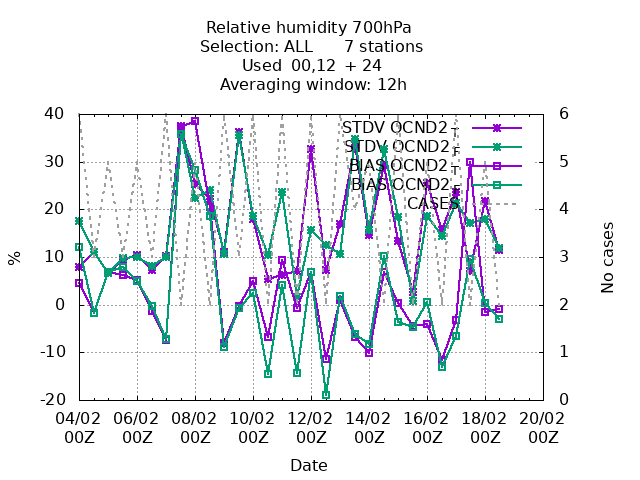 Relative humidity 700hPa
Selection: ALL 7 stations
Used 00,12 + 24
Averaging window: 12h
40
30
20
10
0
-10
-20
%
6
5
4
3
2
1
0
No cases
STDV OCND2_T
STDV OCND2_F
BIAS OCND2_T
BIAS OCND2_F
CASES
04/02 06/02 08/02 10/02 12/02 14/02 16/02 18/02 20/02
00Z 00Z 00Z 00Z 00Z 00Z 00Z 00Z 00Z
Date